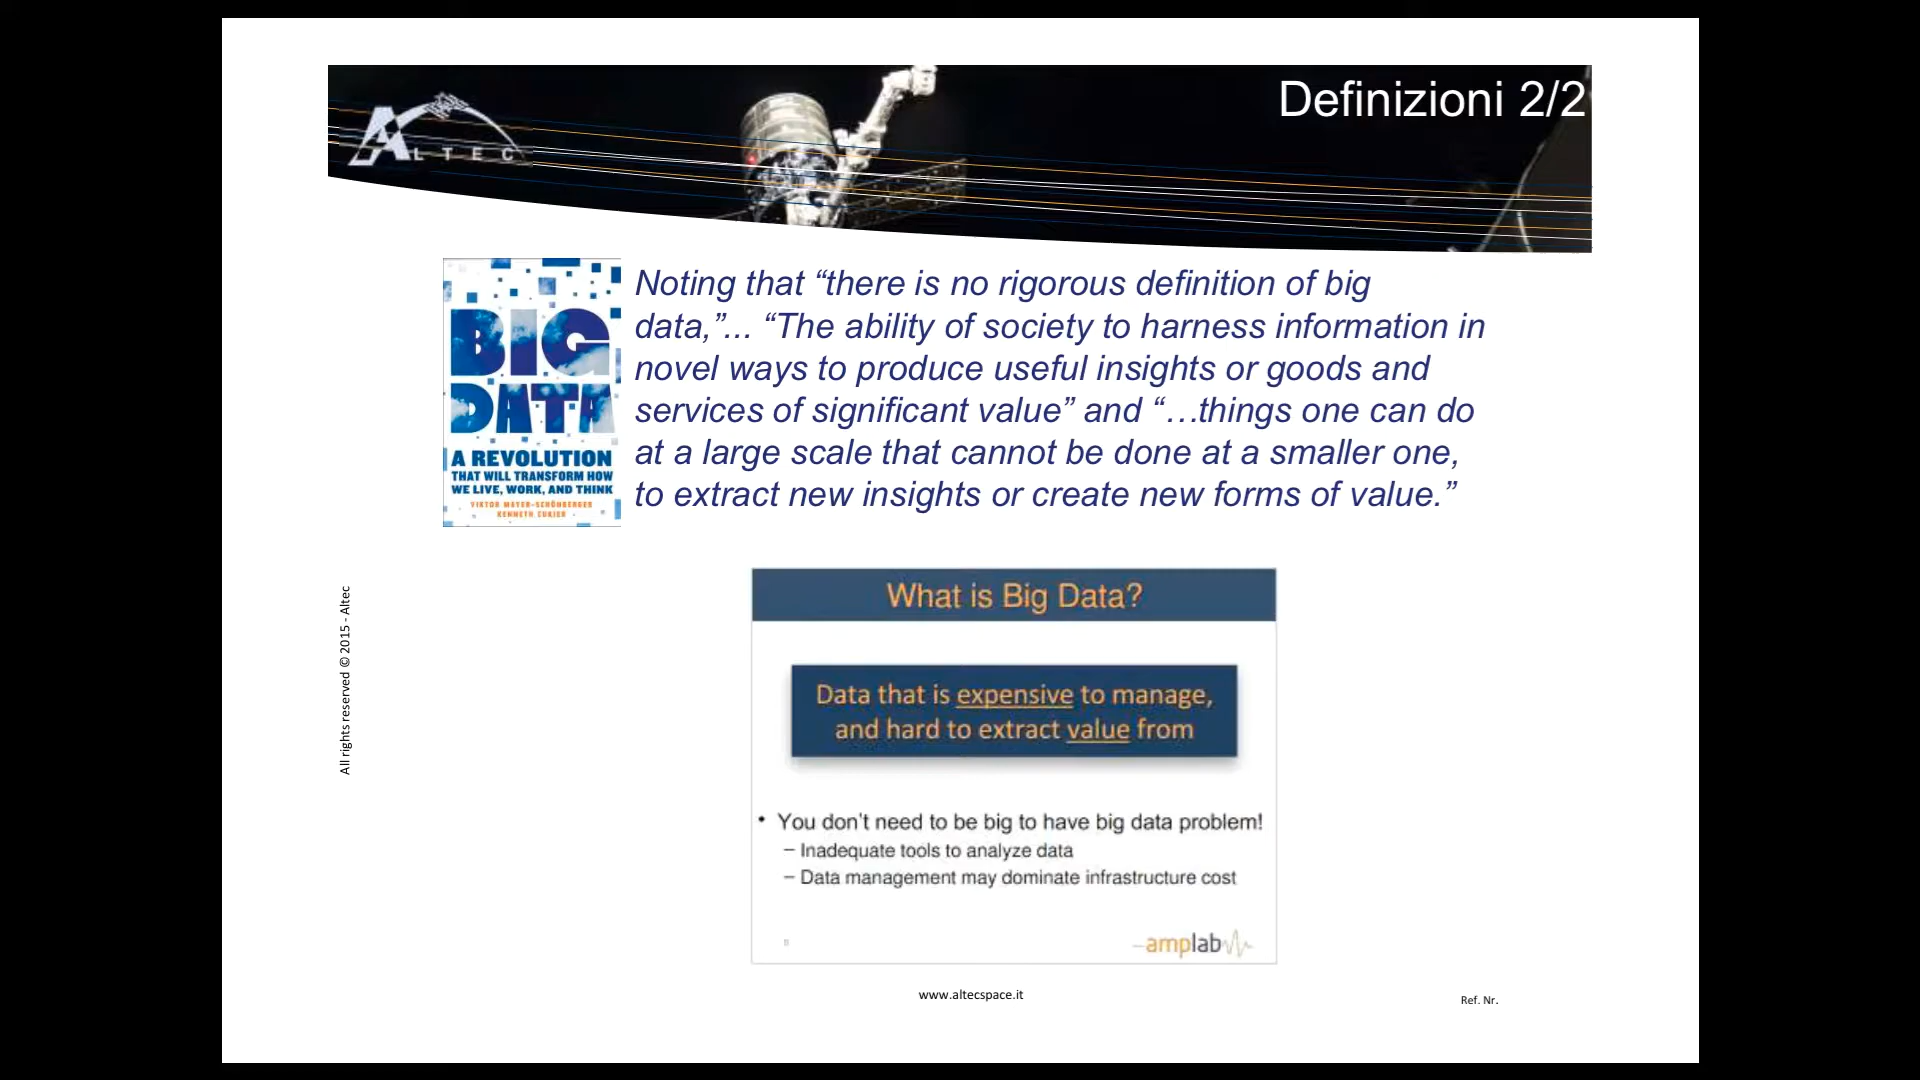 Definizioni 2/2
ALTEC
Noting that “there is no rigorous definition of big
data,”... “The ability of society to harness information in
novel ways to produce useful insights or goods and
services of significant value” and “…things one can do
at a large scale that cannot be done at a smaller one,
to extract new insights or create new forms of value.”
BIG
DATA
A REVOLUTION
THAT WILL TRANSFORM HOW
WE LIVE, WORK, AND THINK
VIKTOR MAYER-SCHÖNBERGER
KENNETH CUKIER
All rights reserved © 2015 - Altec
What is Big Data?
Data that is expensive to manage,
and hard to extract value from
• You don't need to be big to have big data problem!
– Inadequate tools to analyze data
– Data management may dominate infrastructure cost
amplab
www.altecspace.it
Ref. Nr.